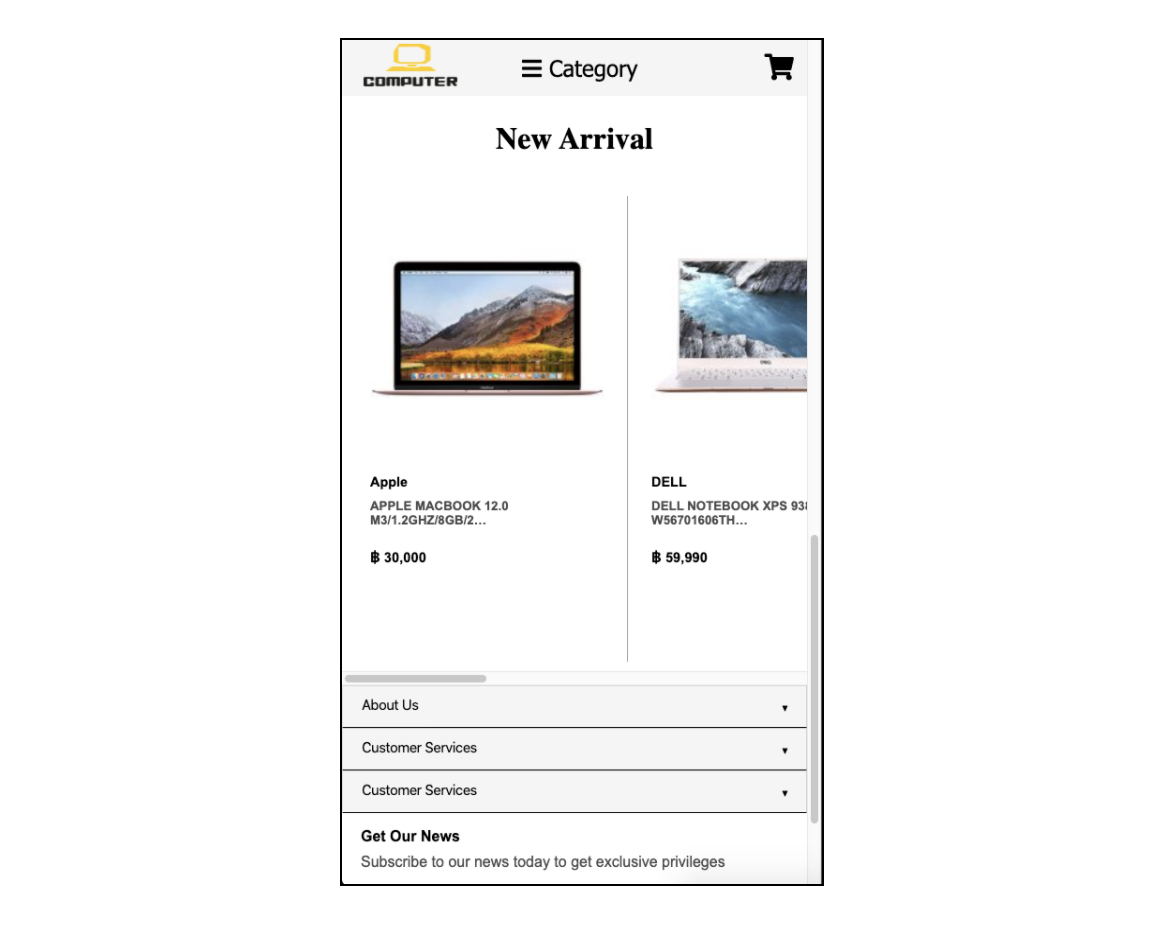 COMPUTER
Category
New Arrival
Apple
APPLE MACBOOK 12.0
M3/1.2GHZ/8GB/2...
฿ 30,000
DELL
DELL NOTEBOOK XPS 938
W56701606TH...
฿ 59,990
About Us
Customer Services
Customer Services
Get Our News
Subscribe to our news today to get exclusive privileges